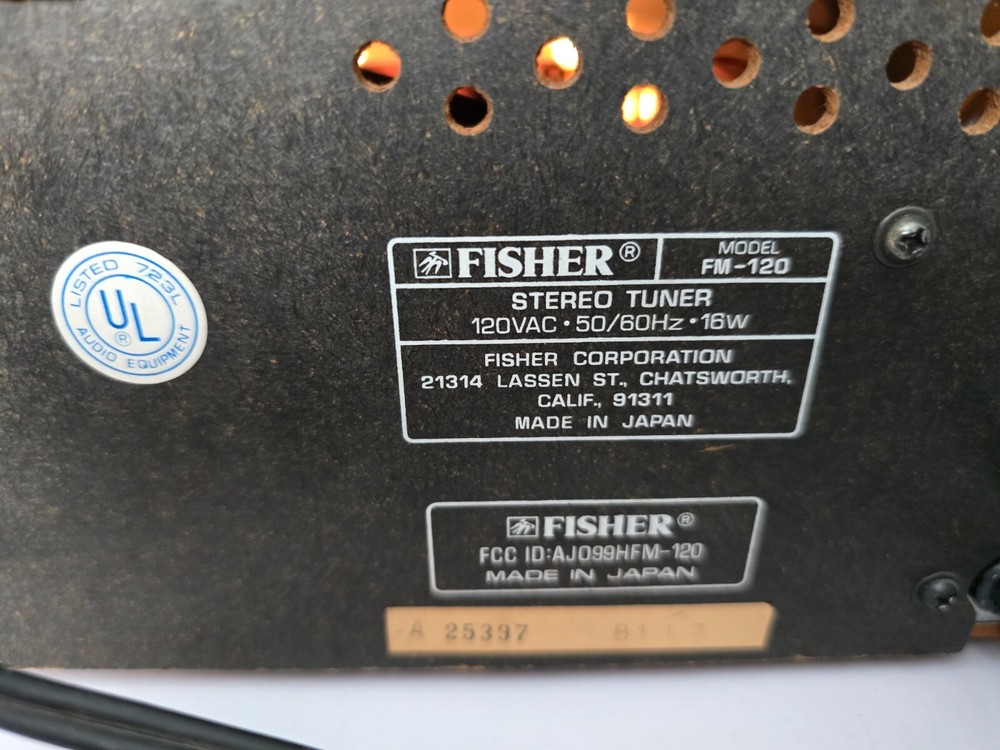 LISTED 723L
UL®
AUDIO EQUIPMENT
FISHER®
MODEL
FM-120
STEREO TUNER
120VAC • 50/60Hz • 16W
FISHER CORPORATION
21314 LASSEN ST., CHATSWORTH,
CALIF., 91311
MADE IN JAPAN
FISHER®
FCC ID:AJO99HFM-120
MADE IN JAPAN
A 25397